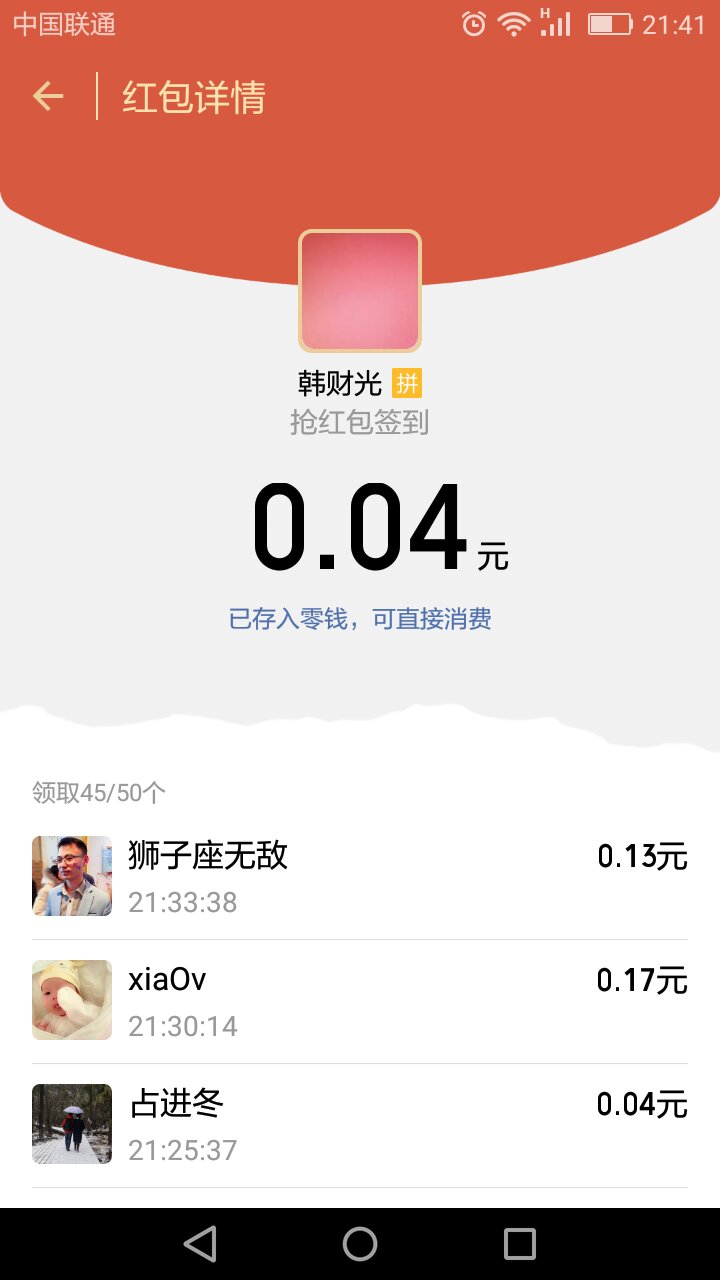 中国联通 H 21:41
红包详情
韩财光 拼
抢红包签到
0.04元
已存入零钱，可直接消费
领取45/50个
狮子座无敌 0.13元
21:33:38
xiaOv 0.17元
21:30:14
占进冬 0.04元
21:25:37